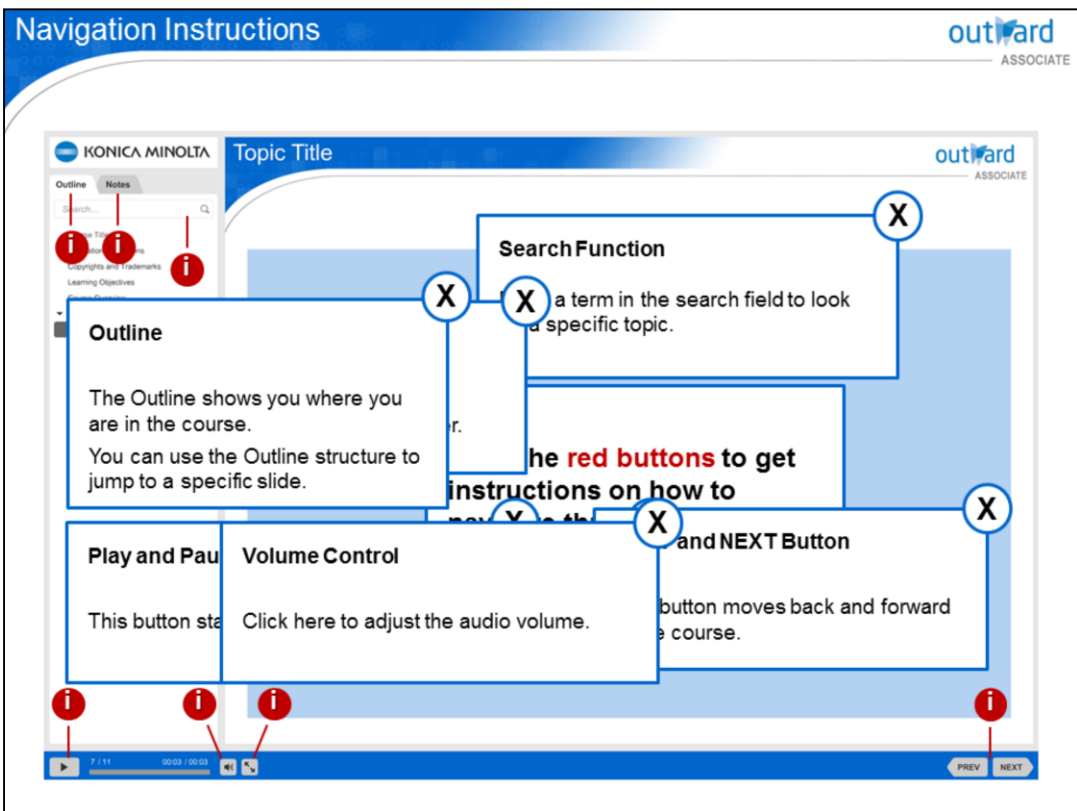 Navigation Instructions
outward
ASSOCIATE
KONICA MINOLTA
Topic Title
outward
ASSOCIATE
Outline
Notes
Search...
Copyrights and Trademarks
Learning Objectives
X
Search Function
a term in the search field to look
a specific topic.
X
X
Outline
The Outline shows you where you
are in the course.
You can use the Outline structure to
jump to a specific slide.
red buttons to get
instructions on how to
X
X
X
Play and
This button
Volume Control
Click here to adjust the audio volume.
and NEXT Button
button moves back and forward
course.
i
i
i
i
i
i
i
7 / 11
00:03 / 00:03
PREV
NEXT